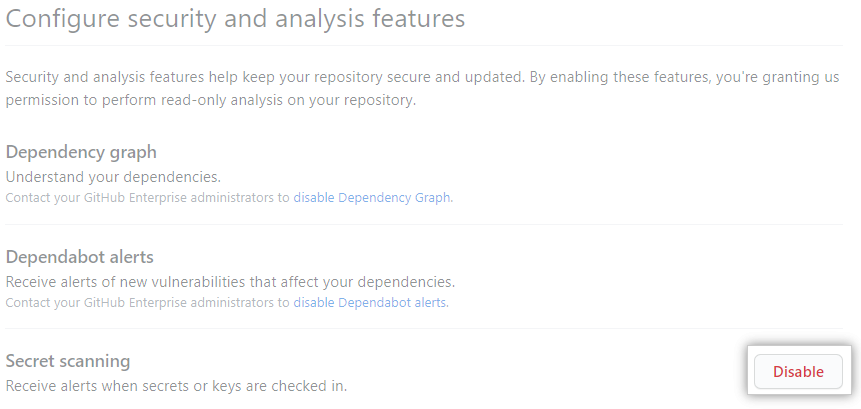 Configure security and analysis features
Security and analysis features help keep your repository secure and updated. By enabling these features, you're granting us
permission to perform read-only analysis on your repository.
Dependency graph
Understand your dependencies.
Contact your GitHub Enterprise administrators to disable Dependency Graph.
Dependabot alerts
Receive alerts of new vulnerabilities that affect your dependencies.
Contact your GitHub Enterprise administrators to disable Dependabot alerts.
Secret scanning
Receive alerts when secrets or keys are checked in.
Disable